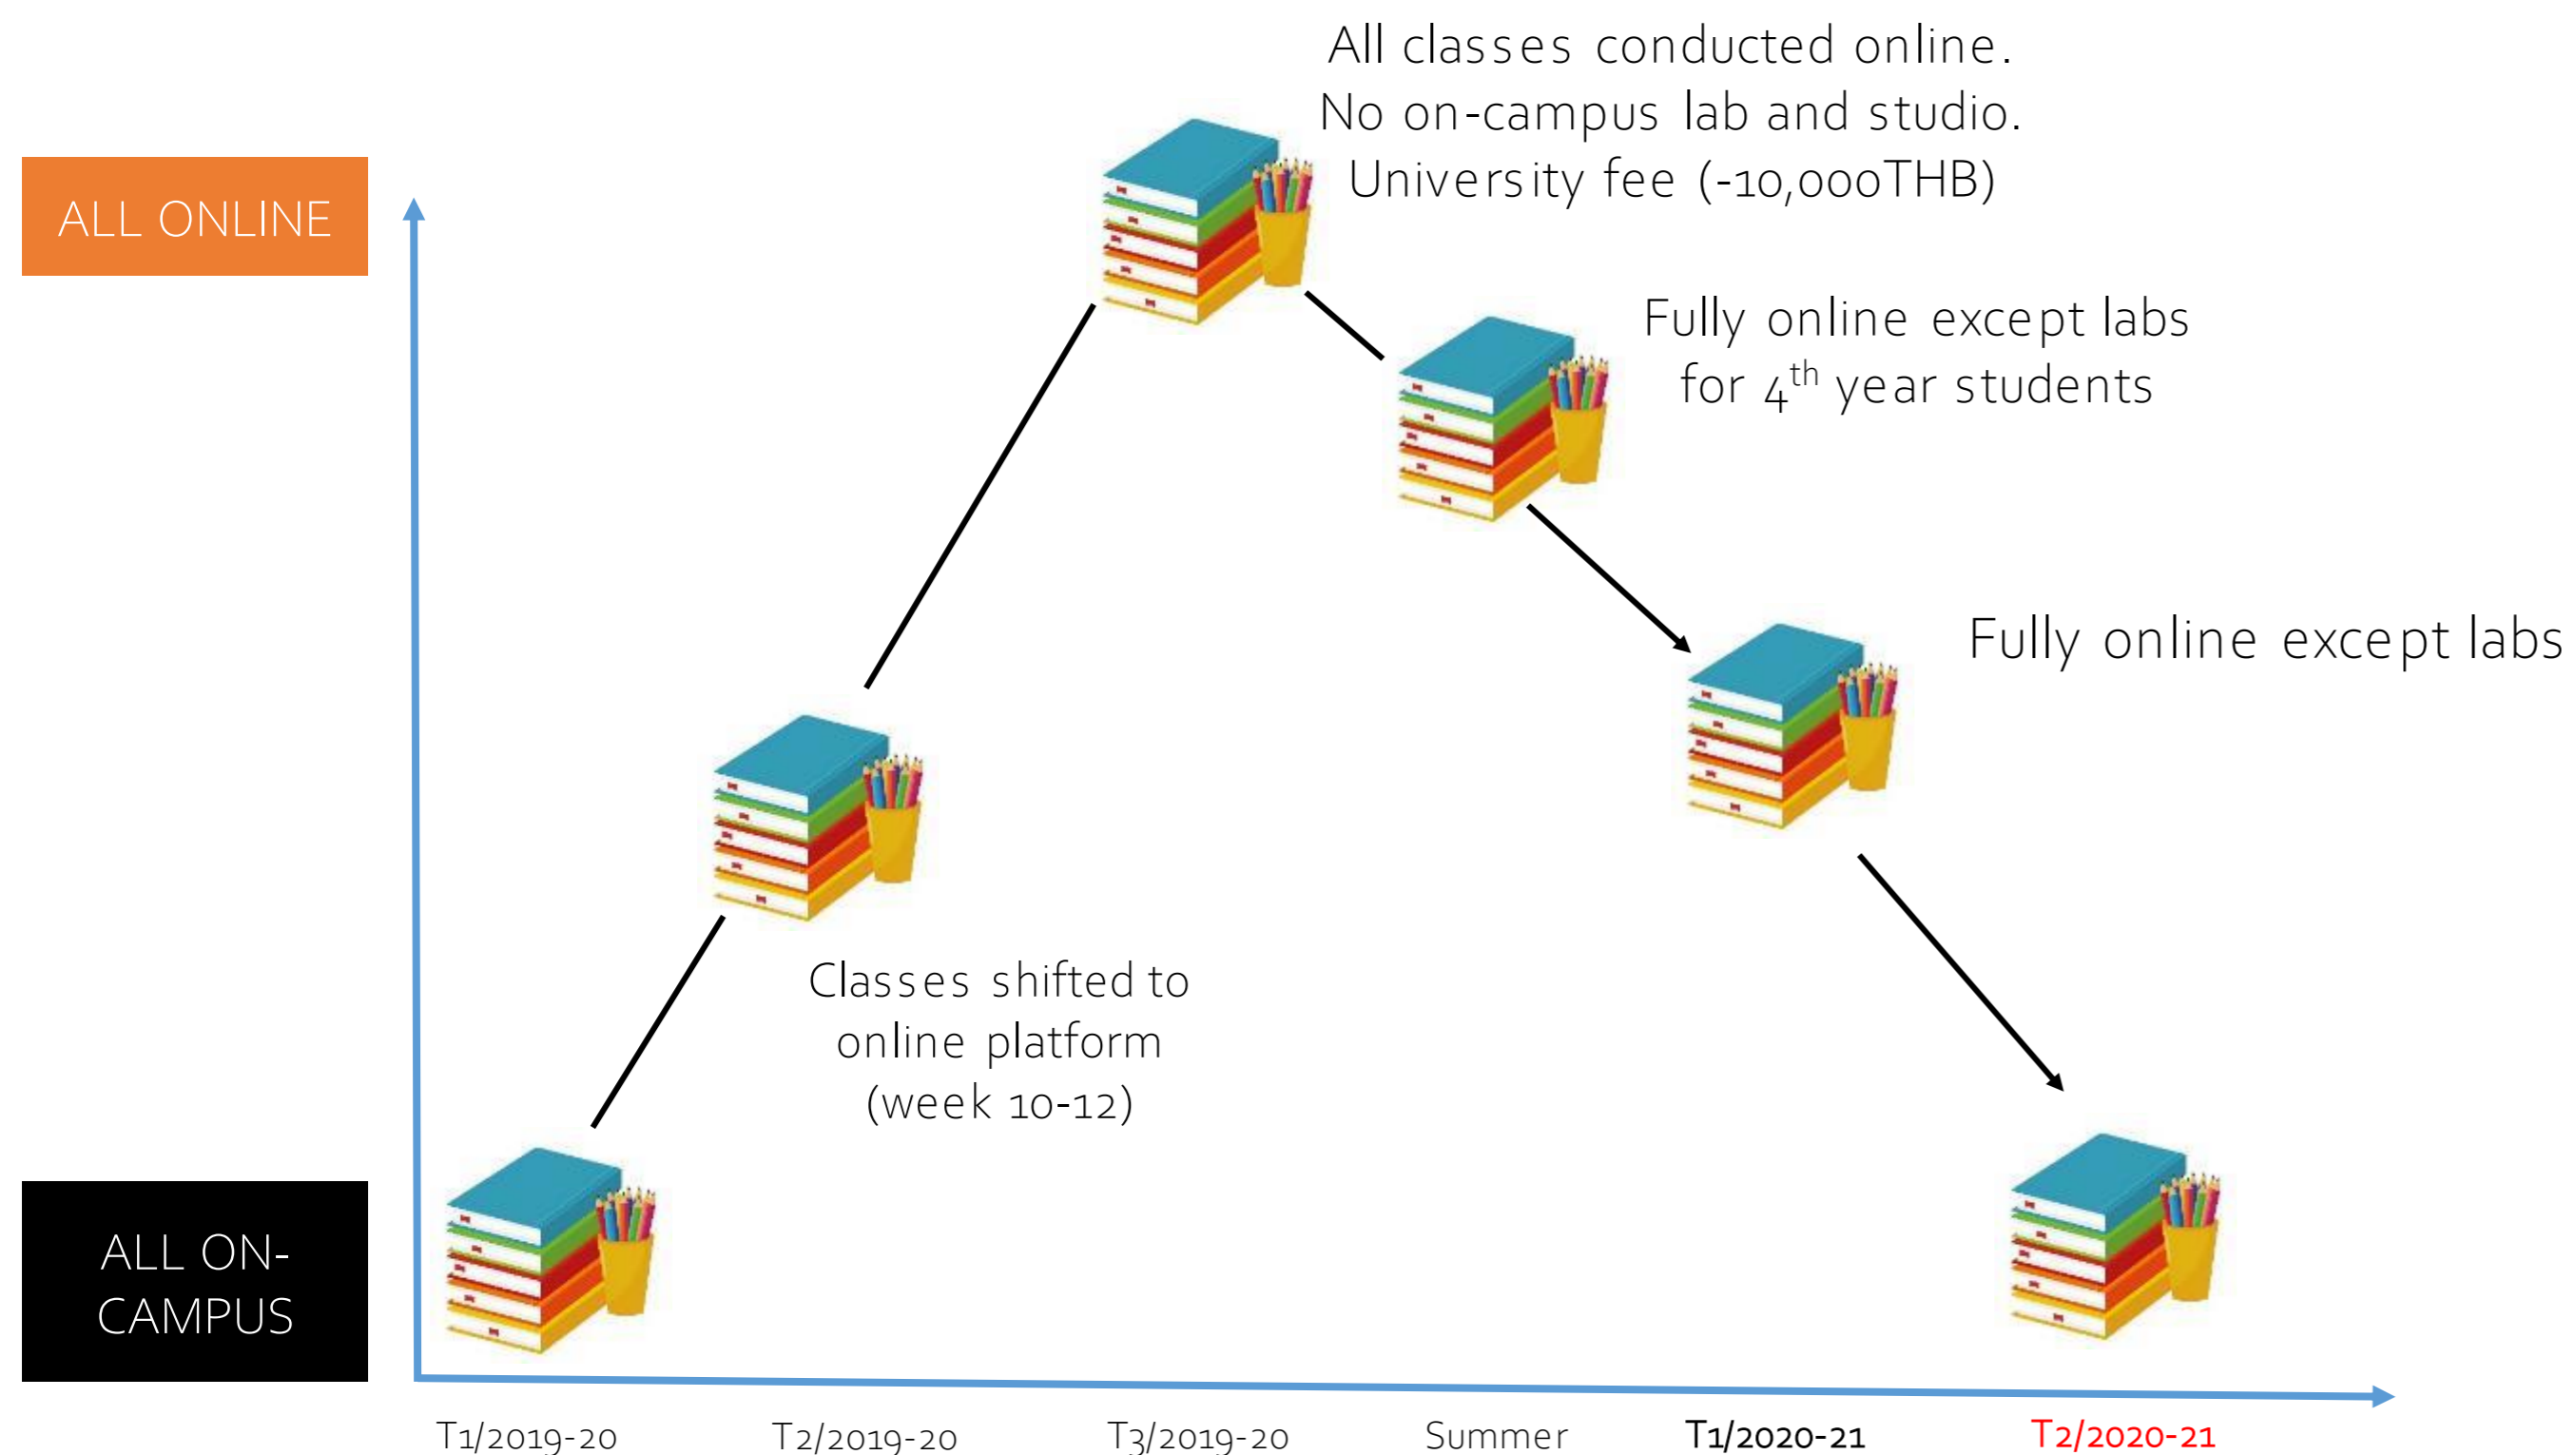 All classes conducted online.
No on-campus lab and studio.
University fee (-10,000THB)
ALL ONLINE
Fully online except labs
for 4th year students
Fully online except labs
Classes shifted to
online platform
(week 10-12)
ALL ON-
CAMPUS
T1/2019-20
T2/2019-20
T3/2019-20
Summer
T1/2020-21
T2/2020-21